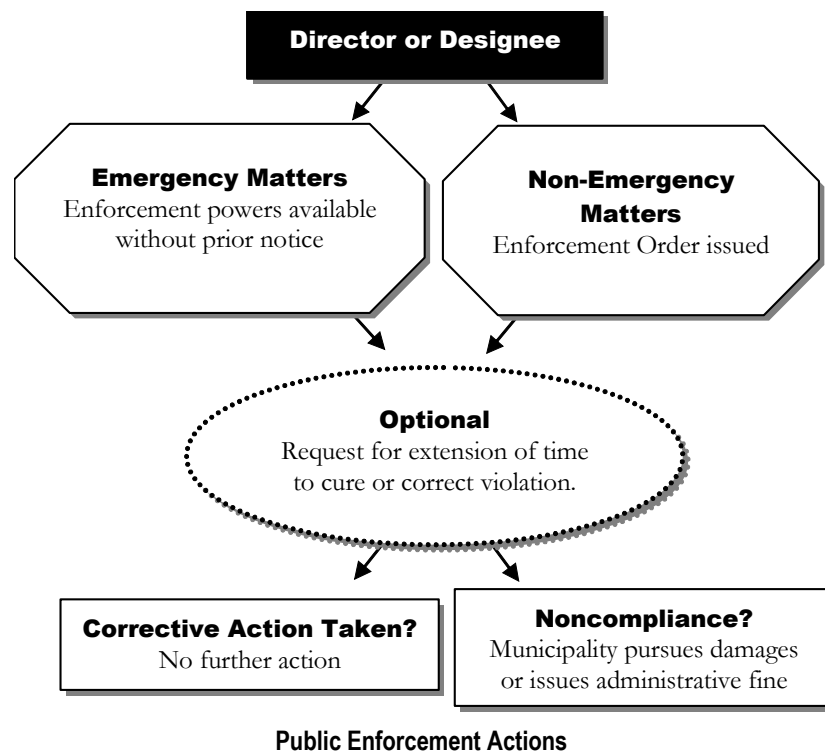 Director or Designee
Emergency Matters
Enforcement powers available
without prior notice
Non-Emergency
Matters
Enforcement Order issued
Optional
Request for extension of time
to cure or correct violation.
Corrective Action Taken?
No further action
Noncompliance?
Municipality pursues damages
or issues administrative fine
Public Enforcement Actions